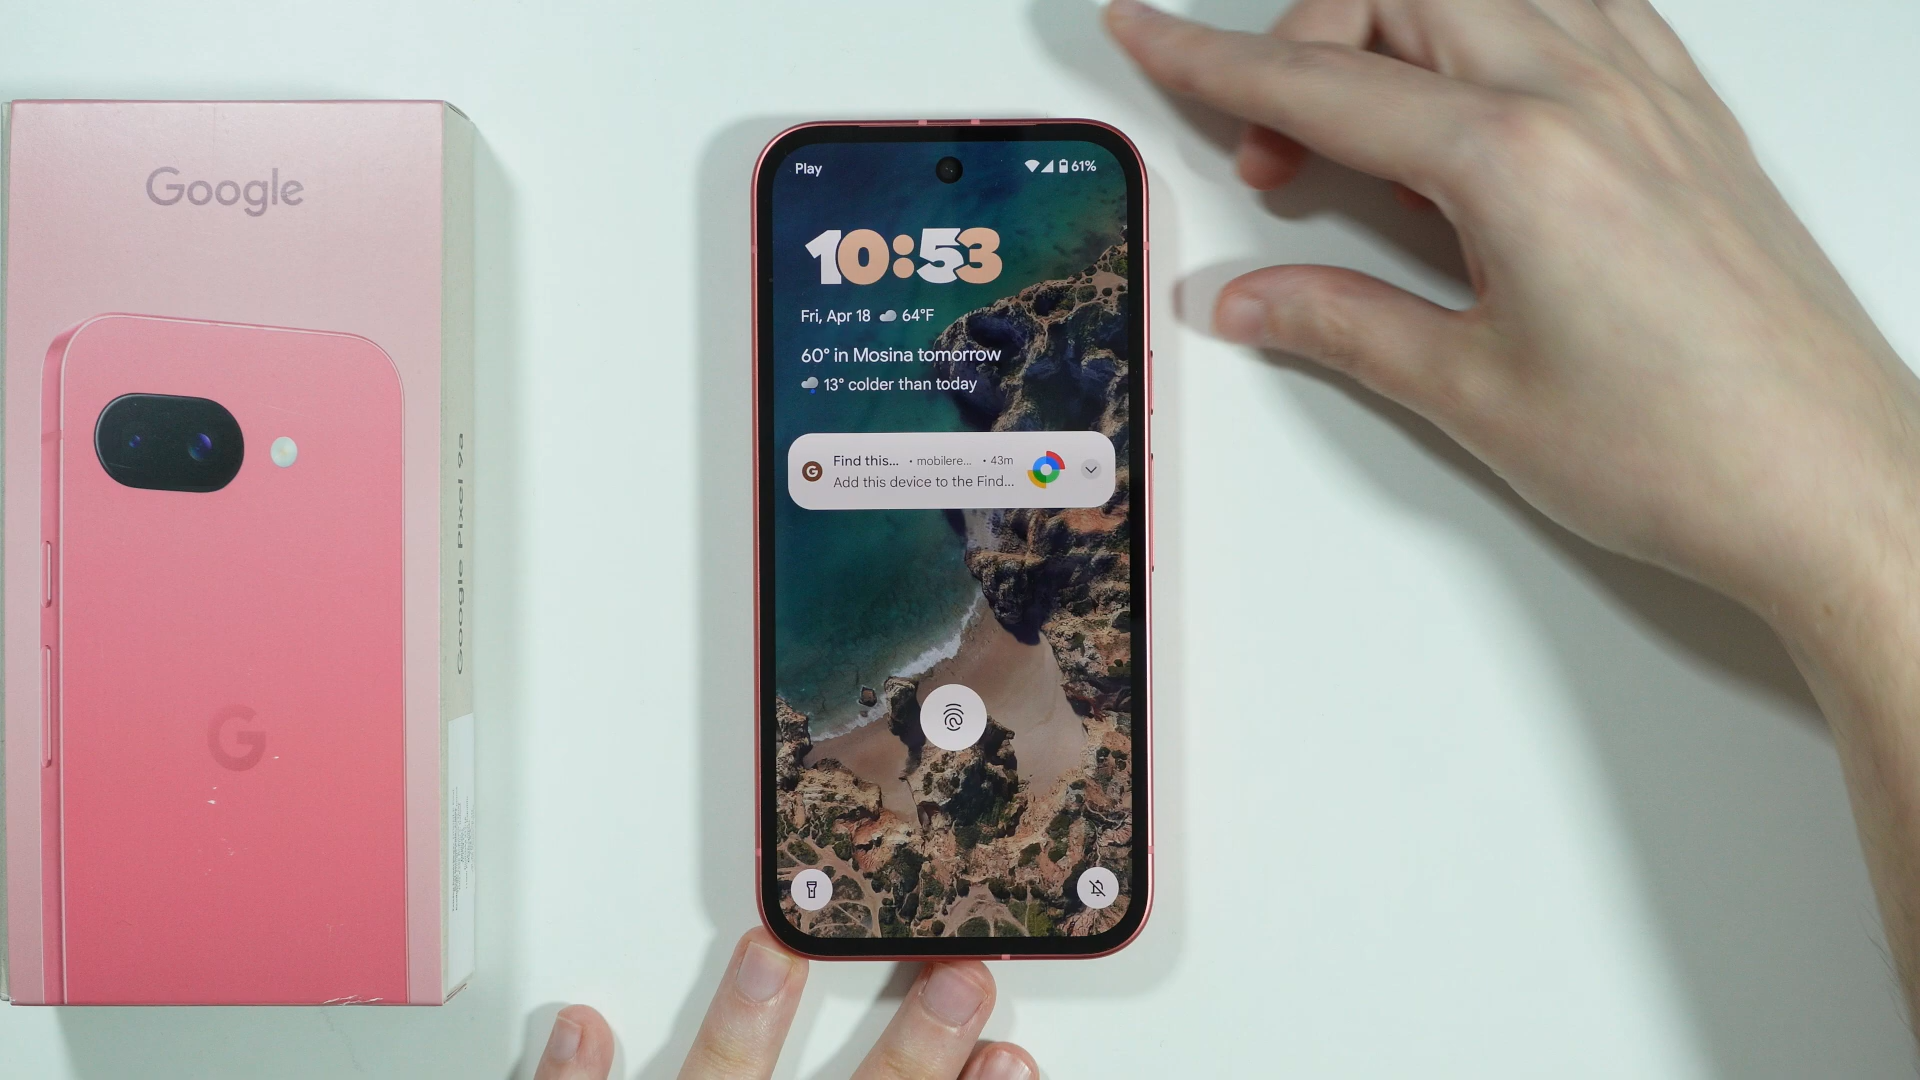 Google
Google Pixel 9a
Play
61%
10:53
Fri, Apr 18 64°F
60° in Mosina tomorrow
13° colder than today
Find this... • mobilere... • 43m
Add this device to the Find...